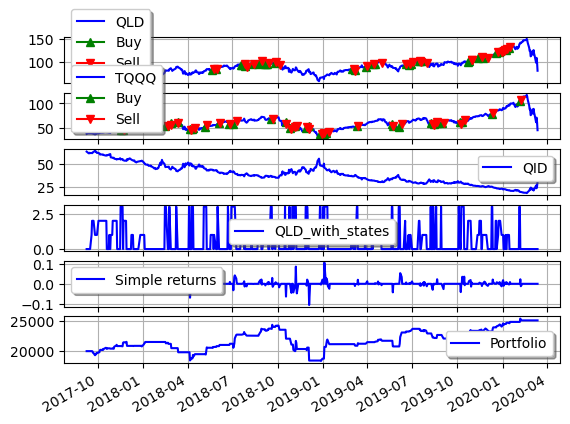 QLD
Buy
Sell
150
100
TQQQ
Buy
Sell
100
50
QID
50
25
QLD_with_states
2.5
0.0
Simple returns
0.1
0.0
−0.1
Portfolio
25000
20000
2017-10 2018-01 2018-04 2018-07 2018-10 2019-01 2019-04 2019-07 2019-10 2020-01 2020-04